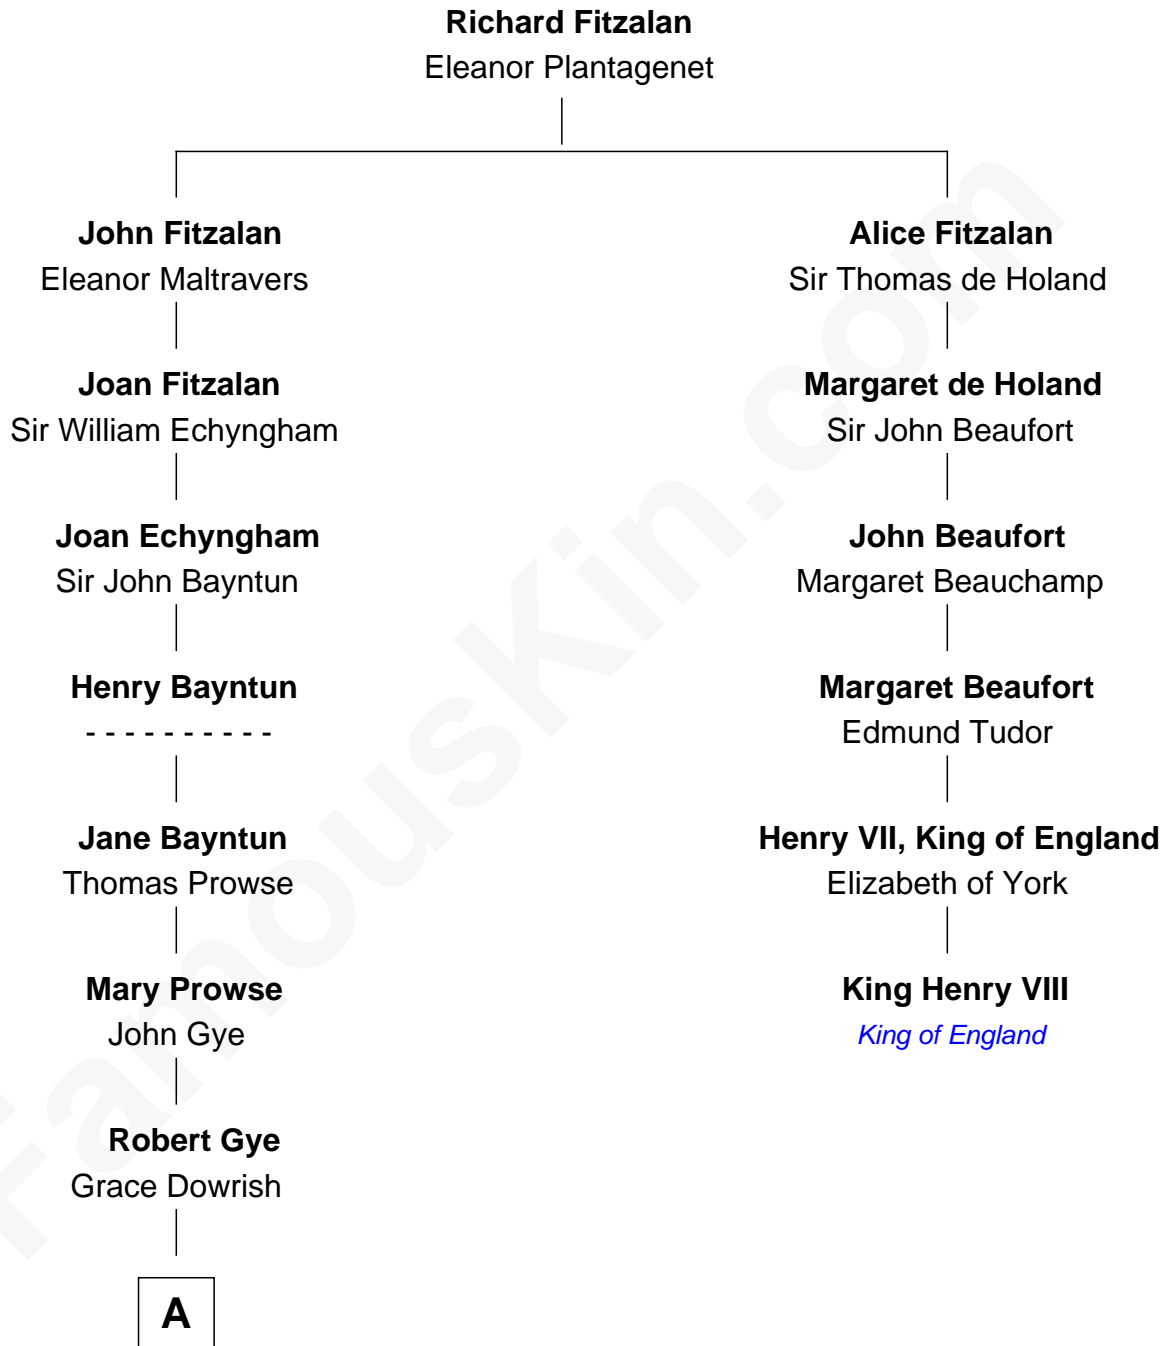 Richard Fitzalan
Eleanor Plantagenet
John Fitzalan
Eleanor Maltravers
Alice Fitzalan
Sir Thomas de Holand
Joan Fitzalan
Sir William Echyngham
Margaret de Holand
Sir John Beaufort
Joan Echyngham
Sir John Bayntun
John Beaufort
Margaret Beauchamp
Henry Bayntun
- - - - - - - - - -
Margaret Beaufort
Edmund Tudor
Jane Bayntun
Thomas Prowse
Henry VII, King of England
Elizabeth of York
Mary Prowse
John Gye
King Henry VIII
King of England
Robert Gye
Grace Dowrish
A
FamousKin.com